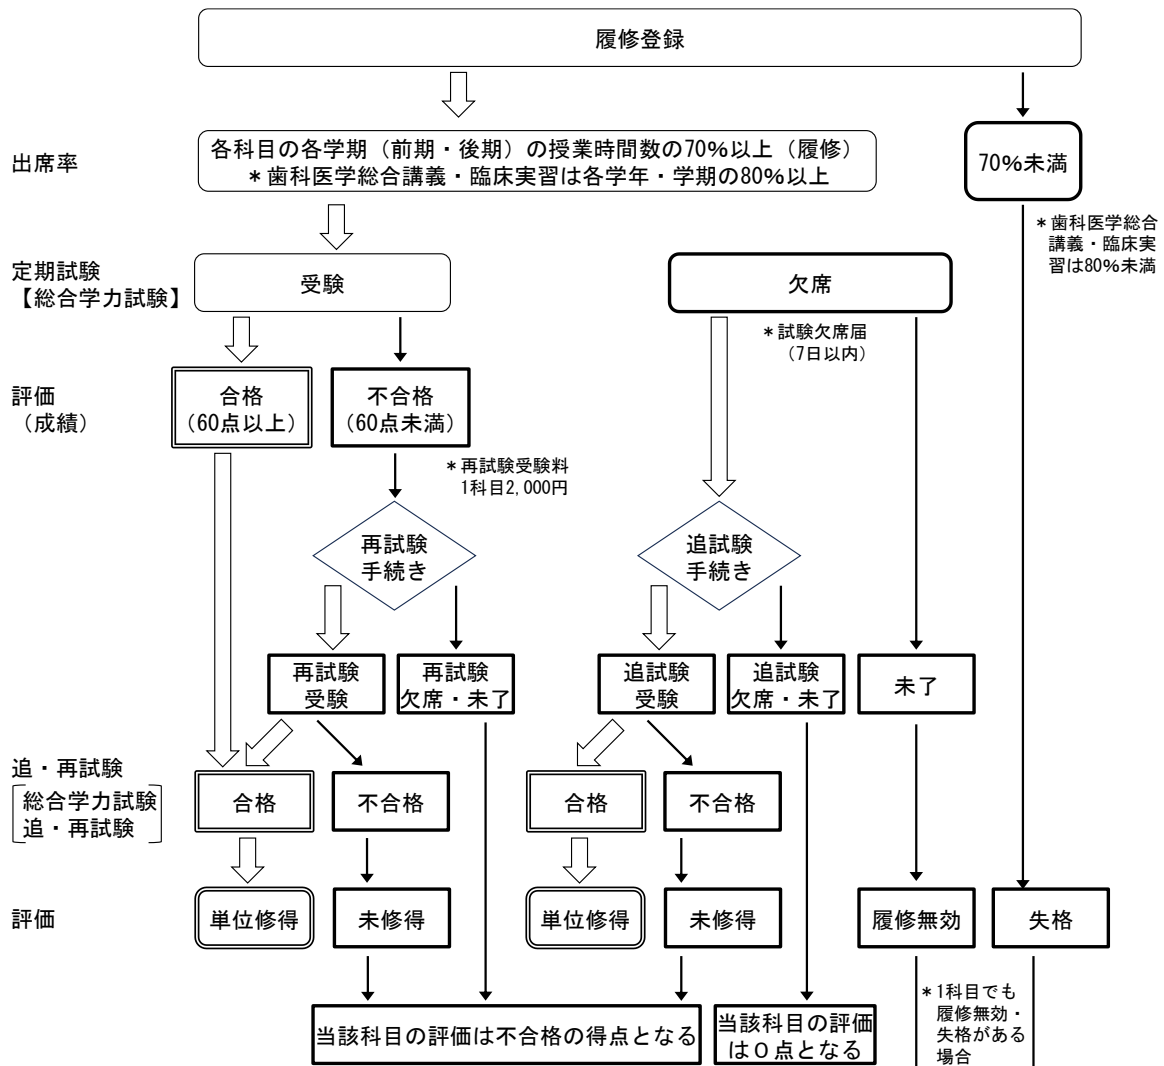 履修登録
出席率
各科目の各学期（前期・後期）の授業時間数の70％以上（履修）
＊歯科医学総合講義・臨床実習は各学年・学期の80％以上
70％未満
＊歯科医学総合
講義・臨床実
習は80％未満
定期試験
【総合学力試験】
受験
欠席
＊試験欠席届
（7日以内）
評価
（成績）
合格
（60点以上）
不合格
（60点未満）
＊再試験受験料
1科目2,000円
再試験
手続き
追試験
手続き
再試験
受験
再試験
欠席・未了
追試験
受験
追試験
欠席・未了
未了
追・再試験
総合学力試験
追・再試験
合格
不合格
合格
不合格
評価
単位修得
未修得
単位修得
未修得
履修無効
失格
当該科目の評価は不合格の得点となる
当該科目の評価
は０点となる
＊1科目でも
履修無効・
失格がある
場合